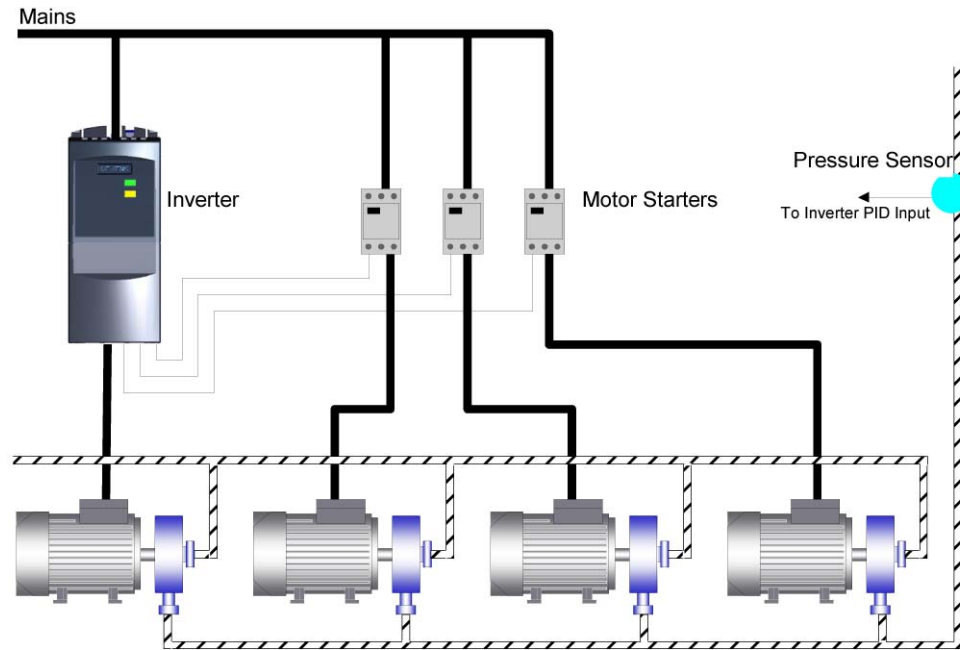 Mains
Inverter
Motor Starters
Pressure Sensor
To Inverter PID Input